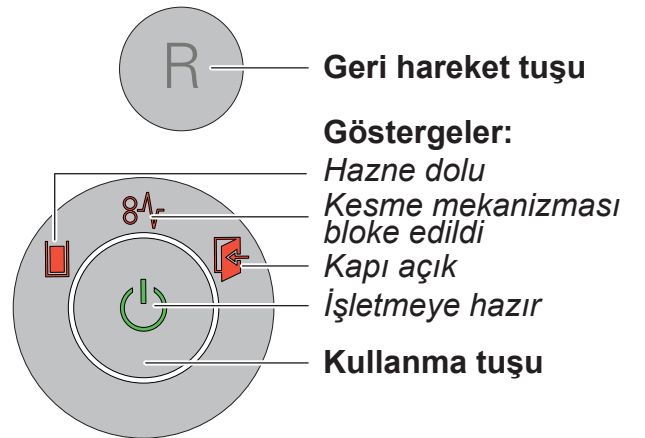 R
Geri hareket tuşu
Göstergeler:
Hazne dolu
Kesme mekanizması
bloke edildi
Kapı açık
İşletmeye hazır
Kullanma tuşu